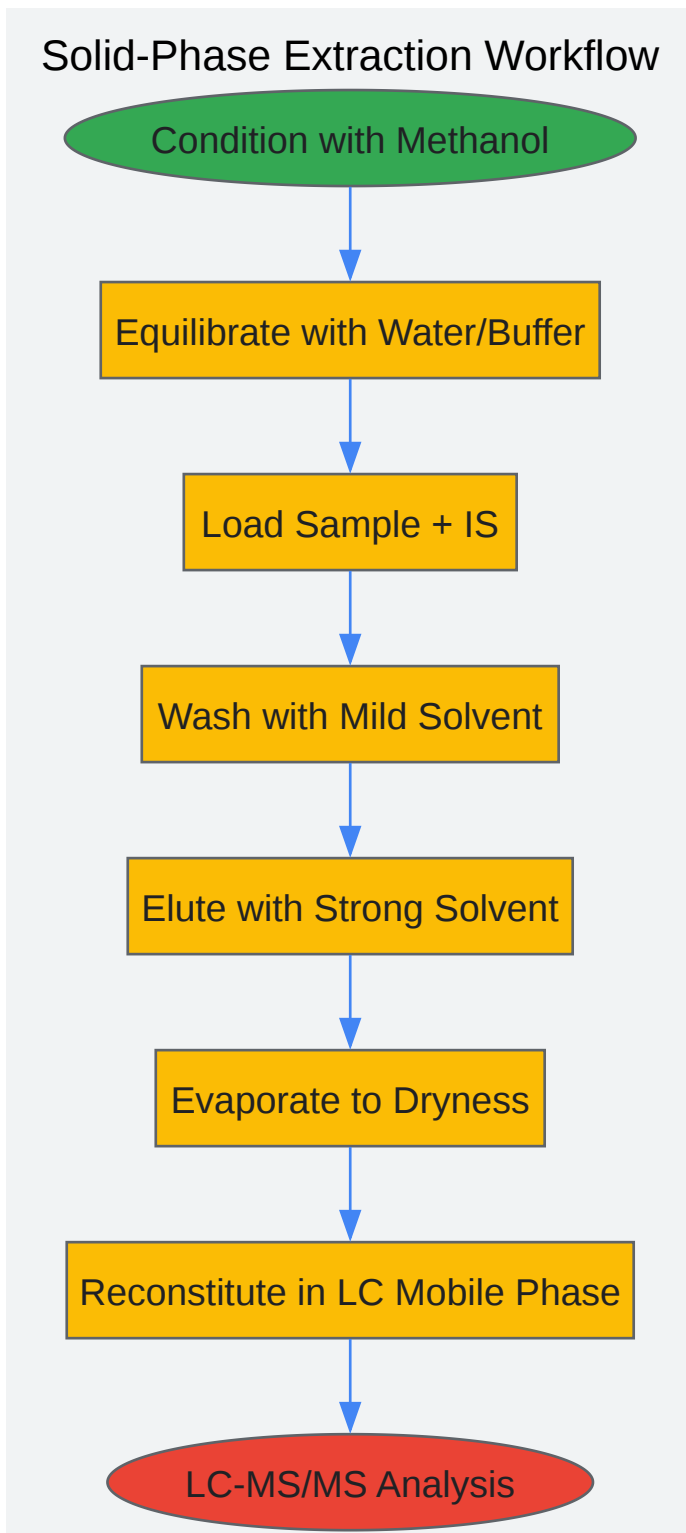 Solid-Phase Extraction Workflow
Condition with Methanol
Equilibrate with Water/Buffer
Load Sample + IS
Wash with Mild Solvent
Elute with Strong Solvent
Evaporate to Dryness
Reconstitute in LC Mobile Phase
LC-MS/MS Analysis